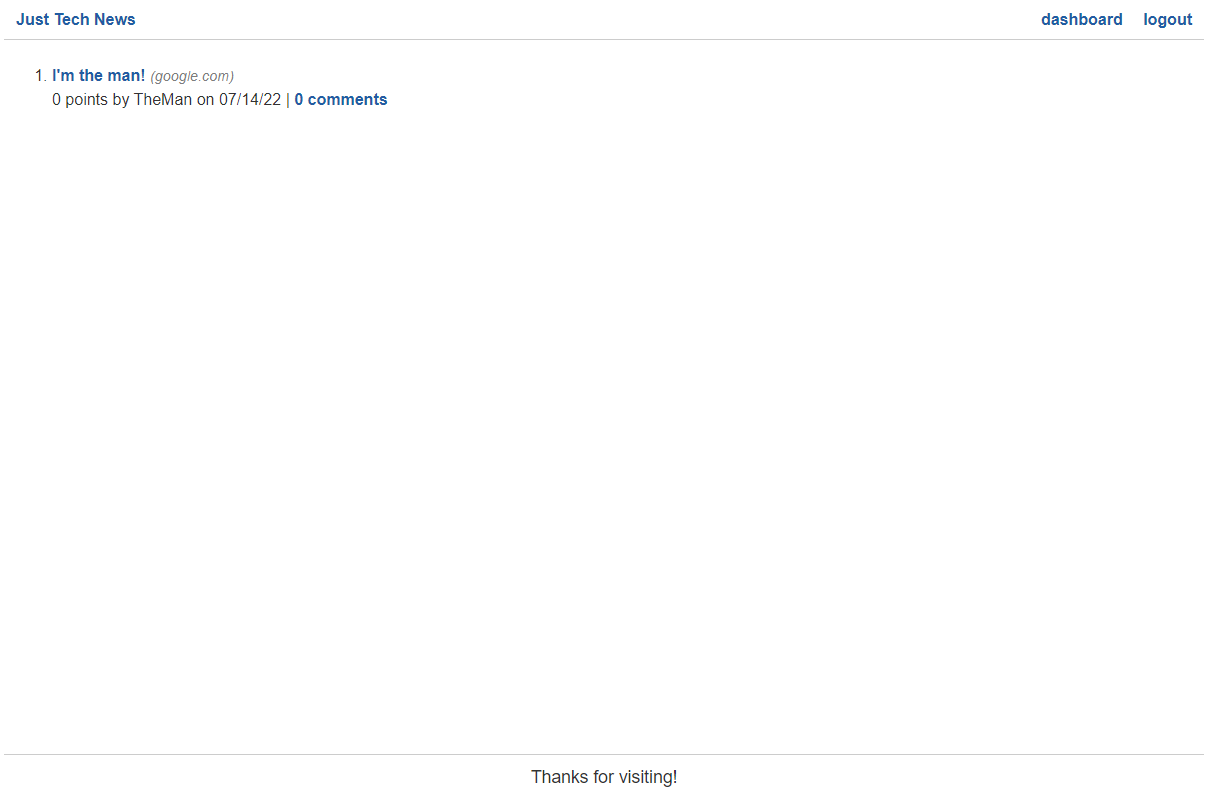 Just Tech News dashboard logout
1. I'm the man! (google.com)
0 points by TheMan on 07/14/22 | 0 comments
Thanks for visiting!